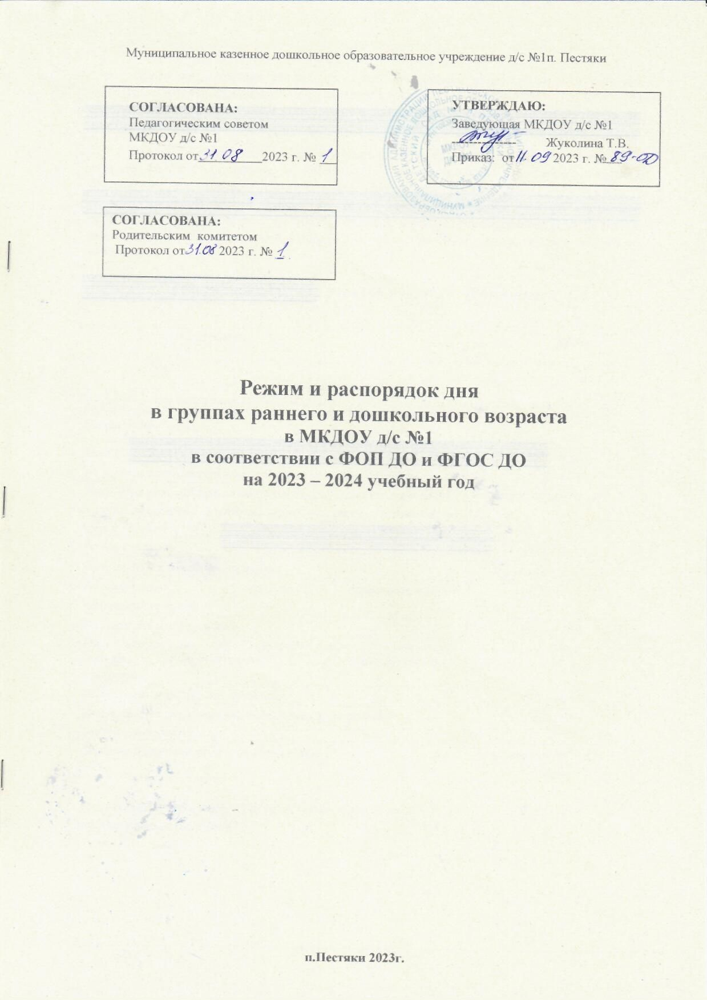 Муниципальное казенное дошкольное образовательное учреждение д/с №1п. Пестяки
СОГЛАСОВАНА:
Педагогическим советом
МКДОУ д/с №1
Протокол от 31. 08 2023 г. № 1
УТВЕРЖДАЮ:
Заведующая МКДОУ д/с №1
Жуколина Т.В.
Приказ: от 11. 09 2023 г. № 89-ОД
СОГЛАСОВАНА:
Родительским комитетом
Протокол от 31.08 2023 г. № 1
Режим и распорядок дня
в группах раннего и дошкольного возраста
в МКДОУ д/с №1
в соответствии с ФОП ДО и ФГОС ДО
на 2023 – 2024 учебный год
п.Пестяки 2023г.